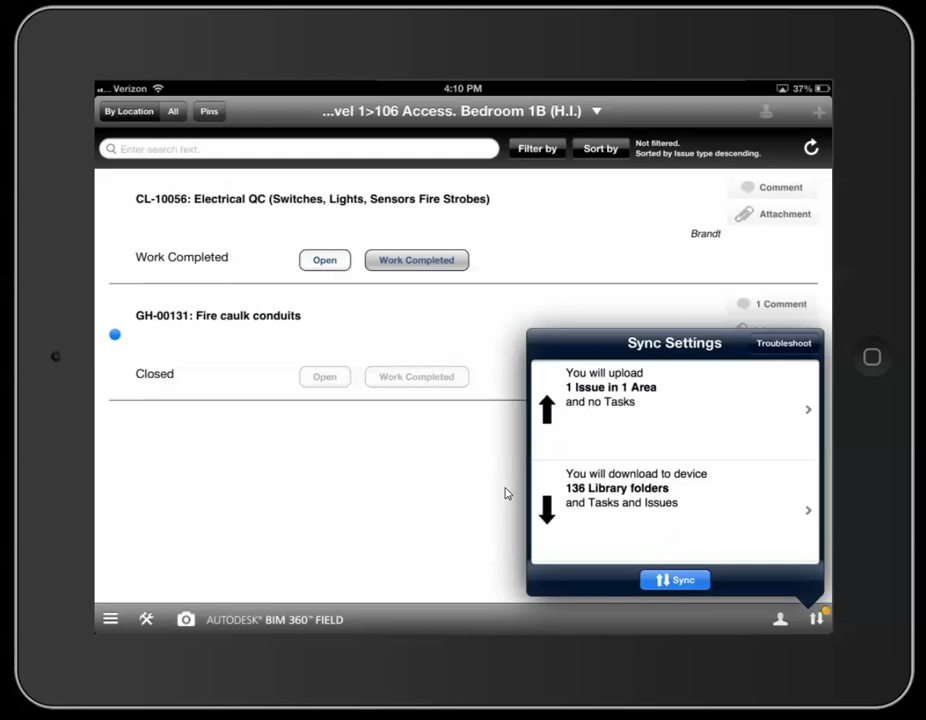 Verizon
4:10 PM
37%
By Location
All
Pins
...vel 1>106 Access. Bedroom 1B (H.I.)
Enter search text.
Filter by
Sort by
Not filtered.
Sorted by Issue type descending.
CL-10056: Electrical QC (Switches, Lights, Sensors Fire Strobes)
Comment
Attachment
Brandt
Work Completed
Open
Work Completed
GH-00131: Fire caulk conduits
1 Comment
Closed
Open
Work Completed
Sync Settings
Troubleshoot
You will upload
1 Issue in 1 Area
and no Tasks
You will download to device
136 Library folders
and Tasks and Issues
Sync
AUTODESK® BIM 360™ FIELD